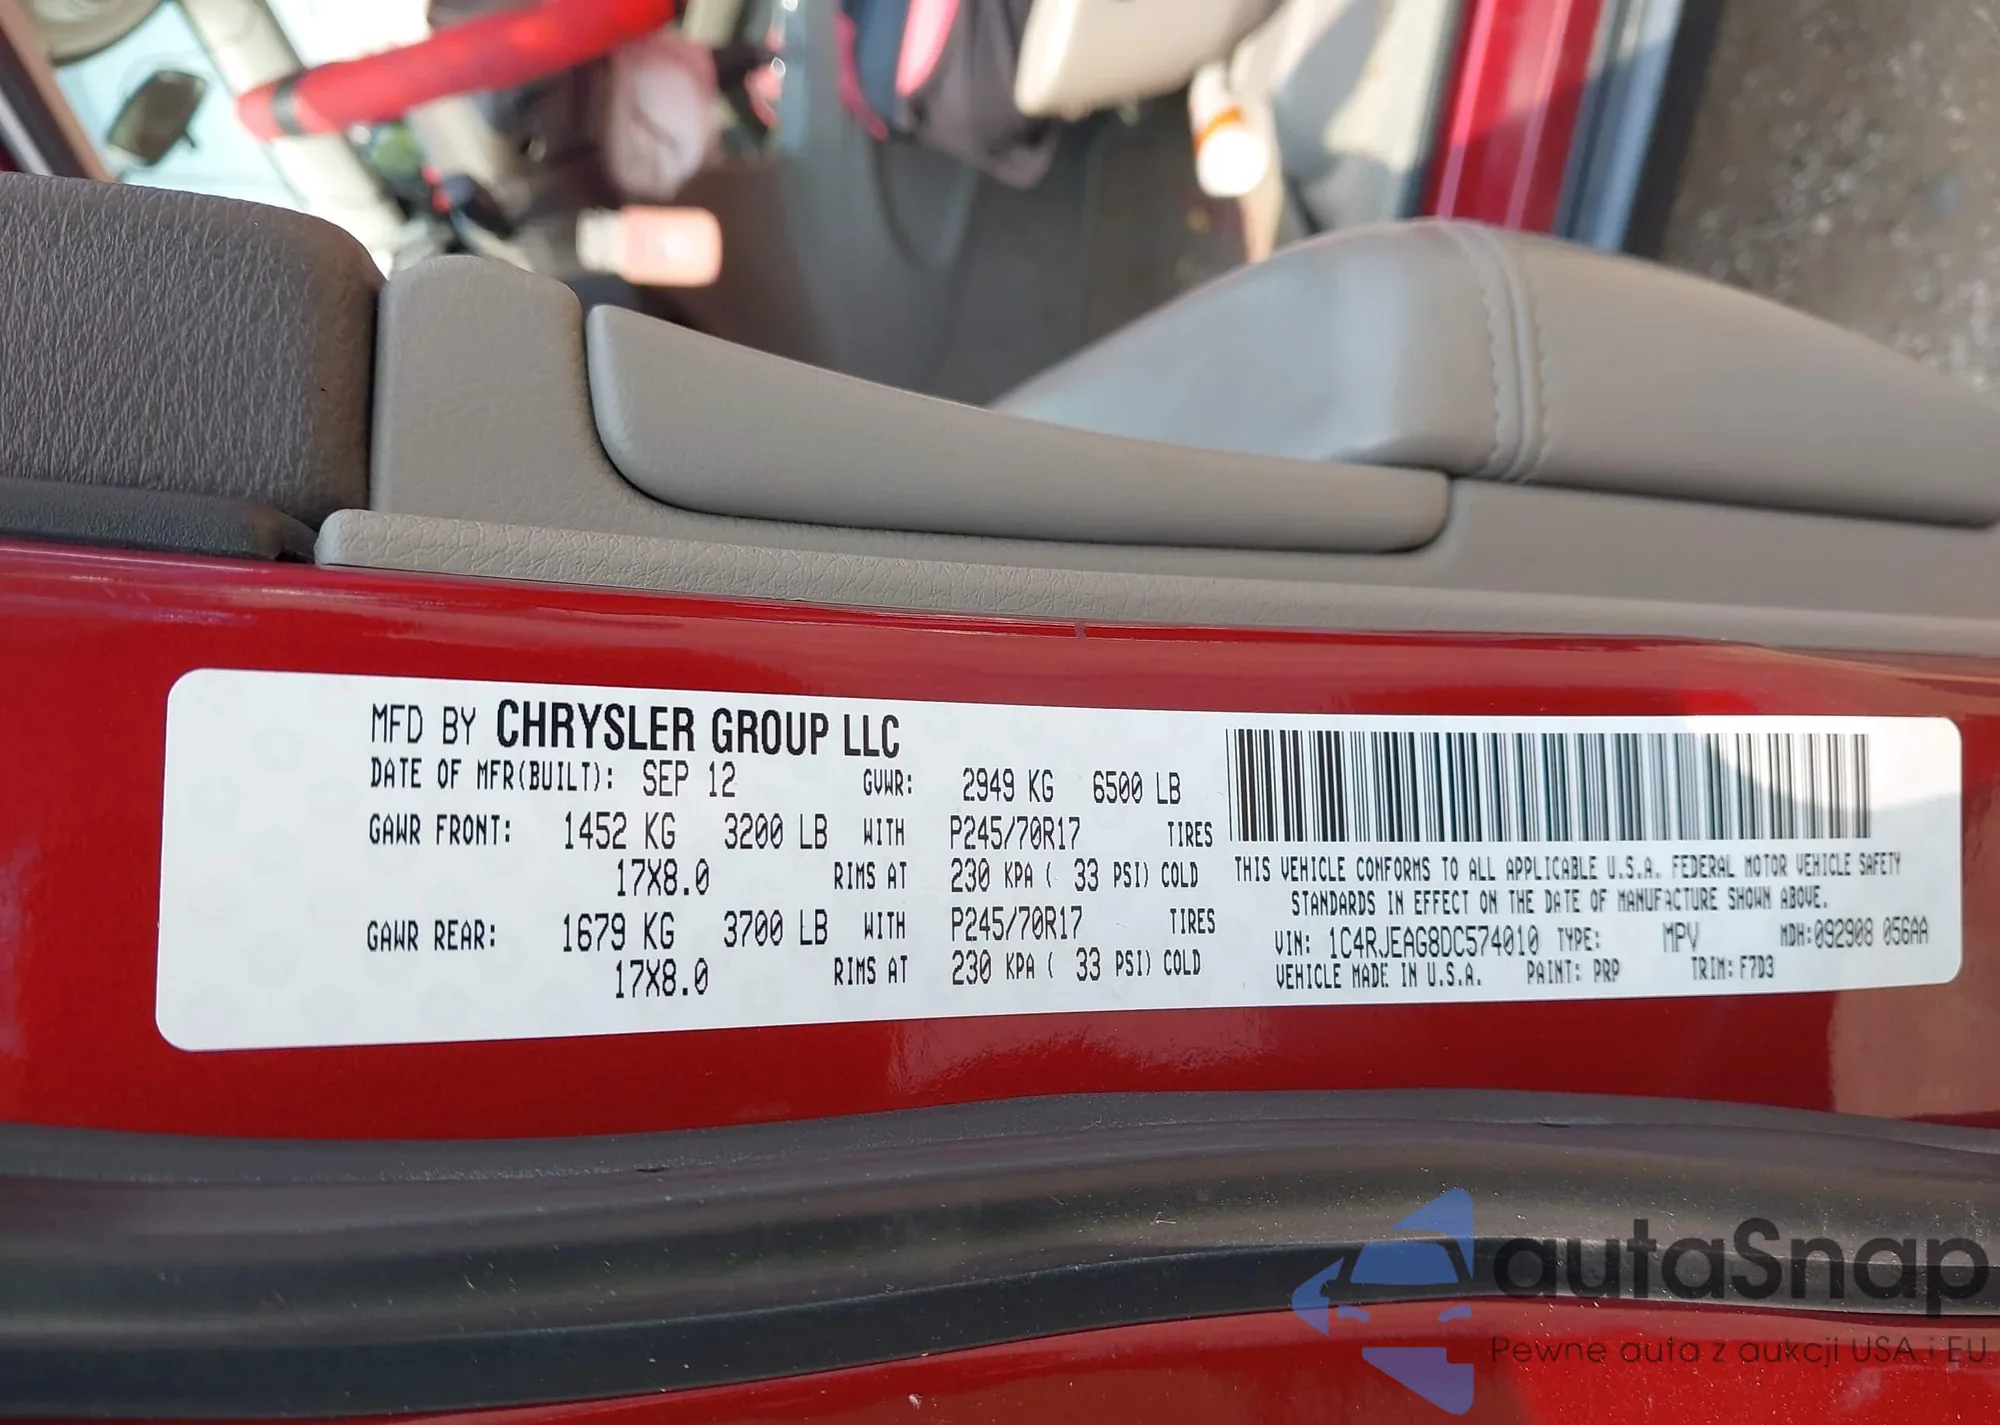 MFD BY CHRYSLER GROUP LLC
DATE OF MFR(BUILT): SEP 12 GVWR: 2949 KG 6500 LB
GAWR FRONT: 1452 KG 3200 LB WITH P245/70R17 TIRES
17X8.0 RIMS AT 230 KPA ( 33 PSI) COLD
GAWR REAR: 1679 KG 3700 LB WITH P245/70R17 TIRES
17X8.0 RIMS AT 230 KPA ( 33 PSI) COLD
THIS VEHICLE CONFORMS TO ALL APPLICABLE U.S.A. FEDERAL MOTOR VEHICLE SAFETY
STANDARDS IN EFFECT ON THE DATE OF MANUFACTURE SHOWN ABOVE.
VIN: 1C4RJEAG8DC574010 TYPE: MPV MDH:092908 056AA
VEHICLE MADE IN U.S.A. PAINT: PRP TRIM: F7D3
autaSnap
Pewne auta z aukcji USA i EU